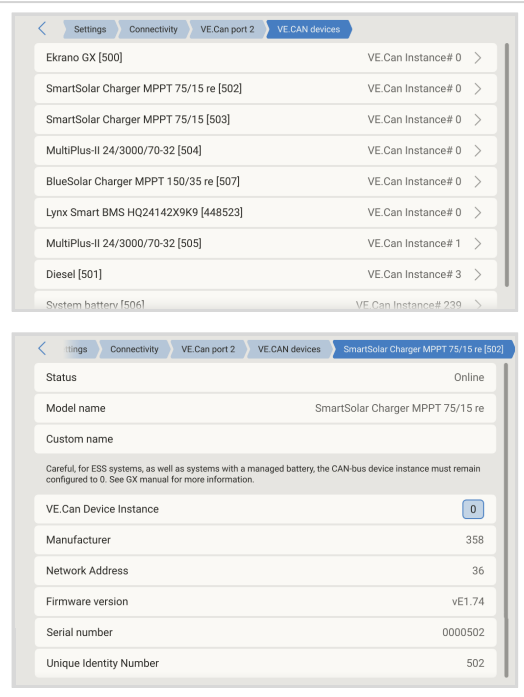 Settings Connectivity VE.Can port 2 VE.CAN devices
Ekrano GX [500] VE.Can Instance# 0
SmartSolar Charger MPPT 75/15 re [502] VE.Can Instance# 0
SmartSolar Charger MPPT 75/15 [503] VE.Can Instance# 0
MultiPlus-II 24/3000/70-32 [504] VE.Can Instance# 0
BlueSolar Charger MPPT 150/35 re [507] VE.Can Instance# 0
Lynx Smart BMS HQ24142X9K9 [448523] VE.Can Instance# 0
MultiPlus-II 24/3000/70-32 [505] VE.Can Instance# 1
Diesel [501] VE.Can Instance# 3
System battery [506] VE.Can Instance# 239
ttings Connectivity VE.Can port 2 VE.CAN devices SmartSolar Charger MPPT 75/15 re [502]
Status Online
Model name SmartSolar Charger MPPT 75/15 re
Custom name
Careful, for ESS systems, as well as systems with a managed battery, the CAN-bus device instance must remain
configured to 0. See GX manual for more information.
VE.Can Device Instance 0
Manufacturer 358
Network Address 36
Firmware version vE1.74
Serial number 0000502
Unique Identity Number 502